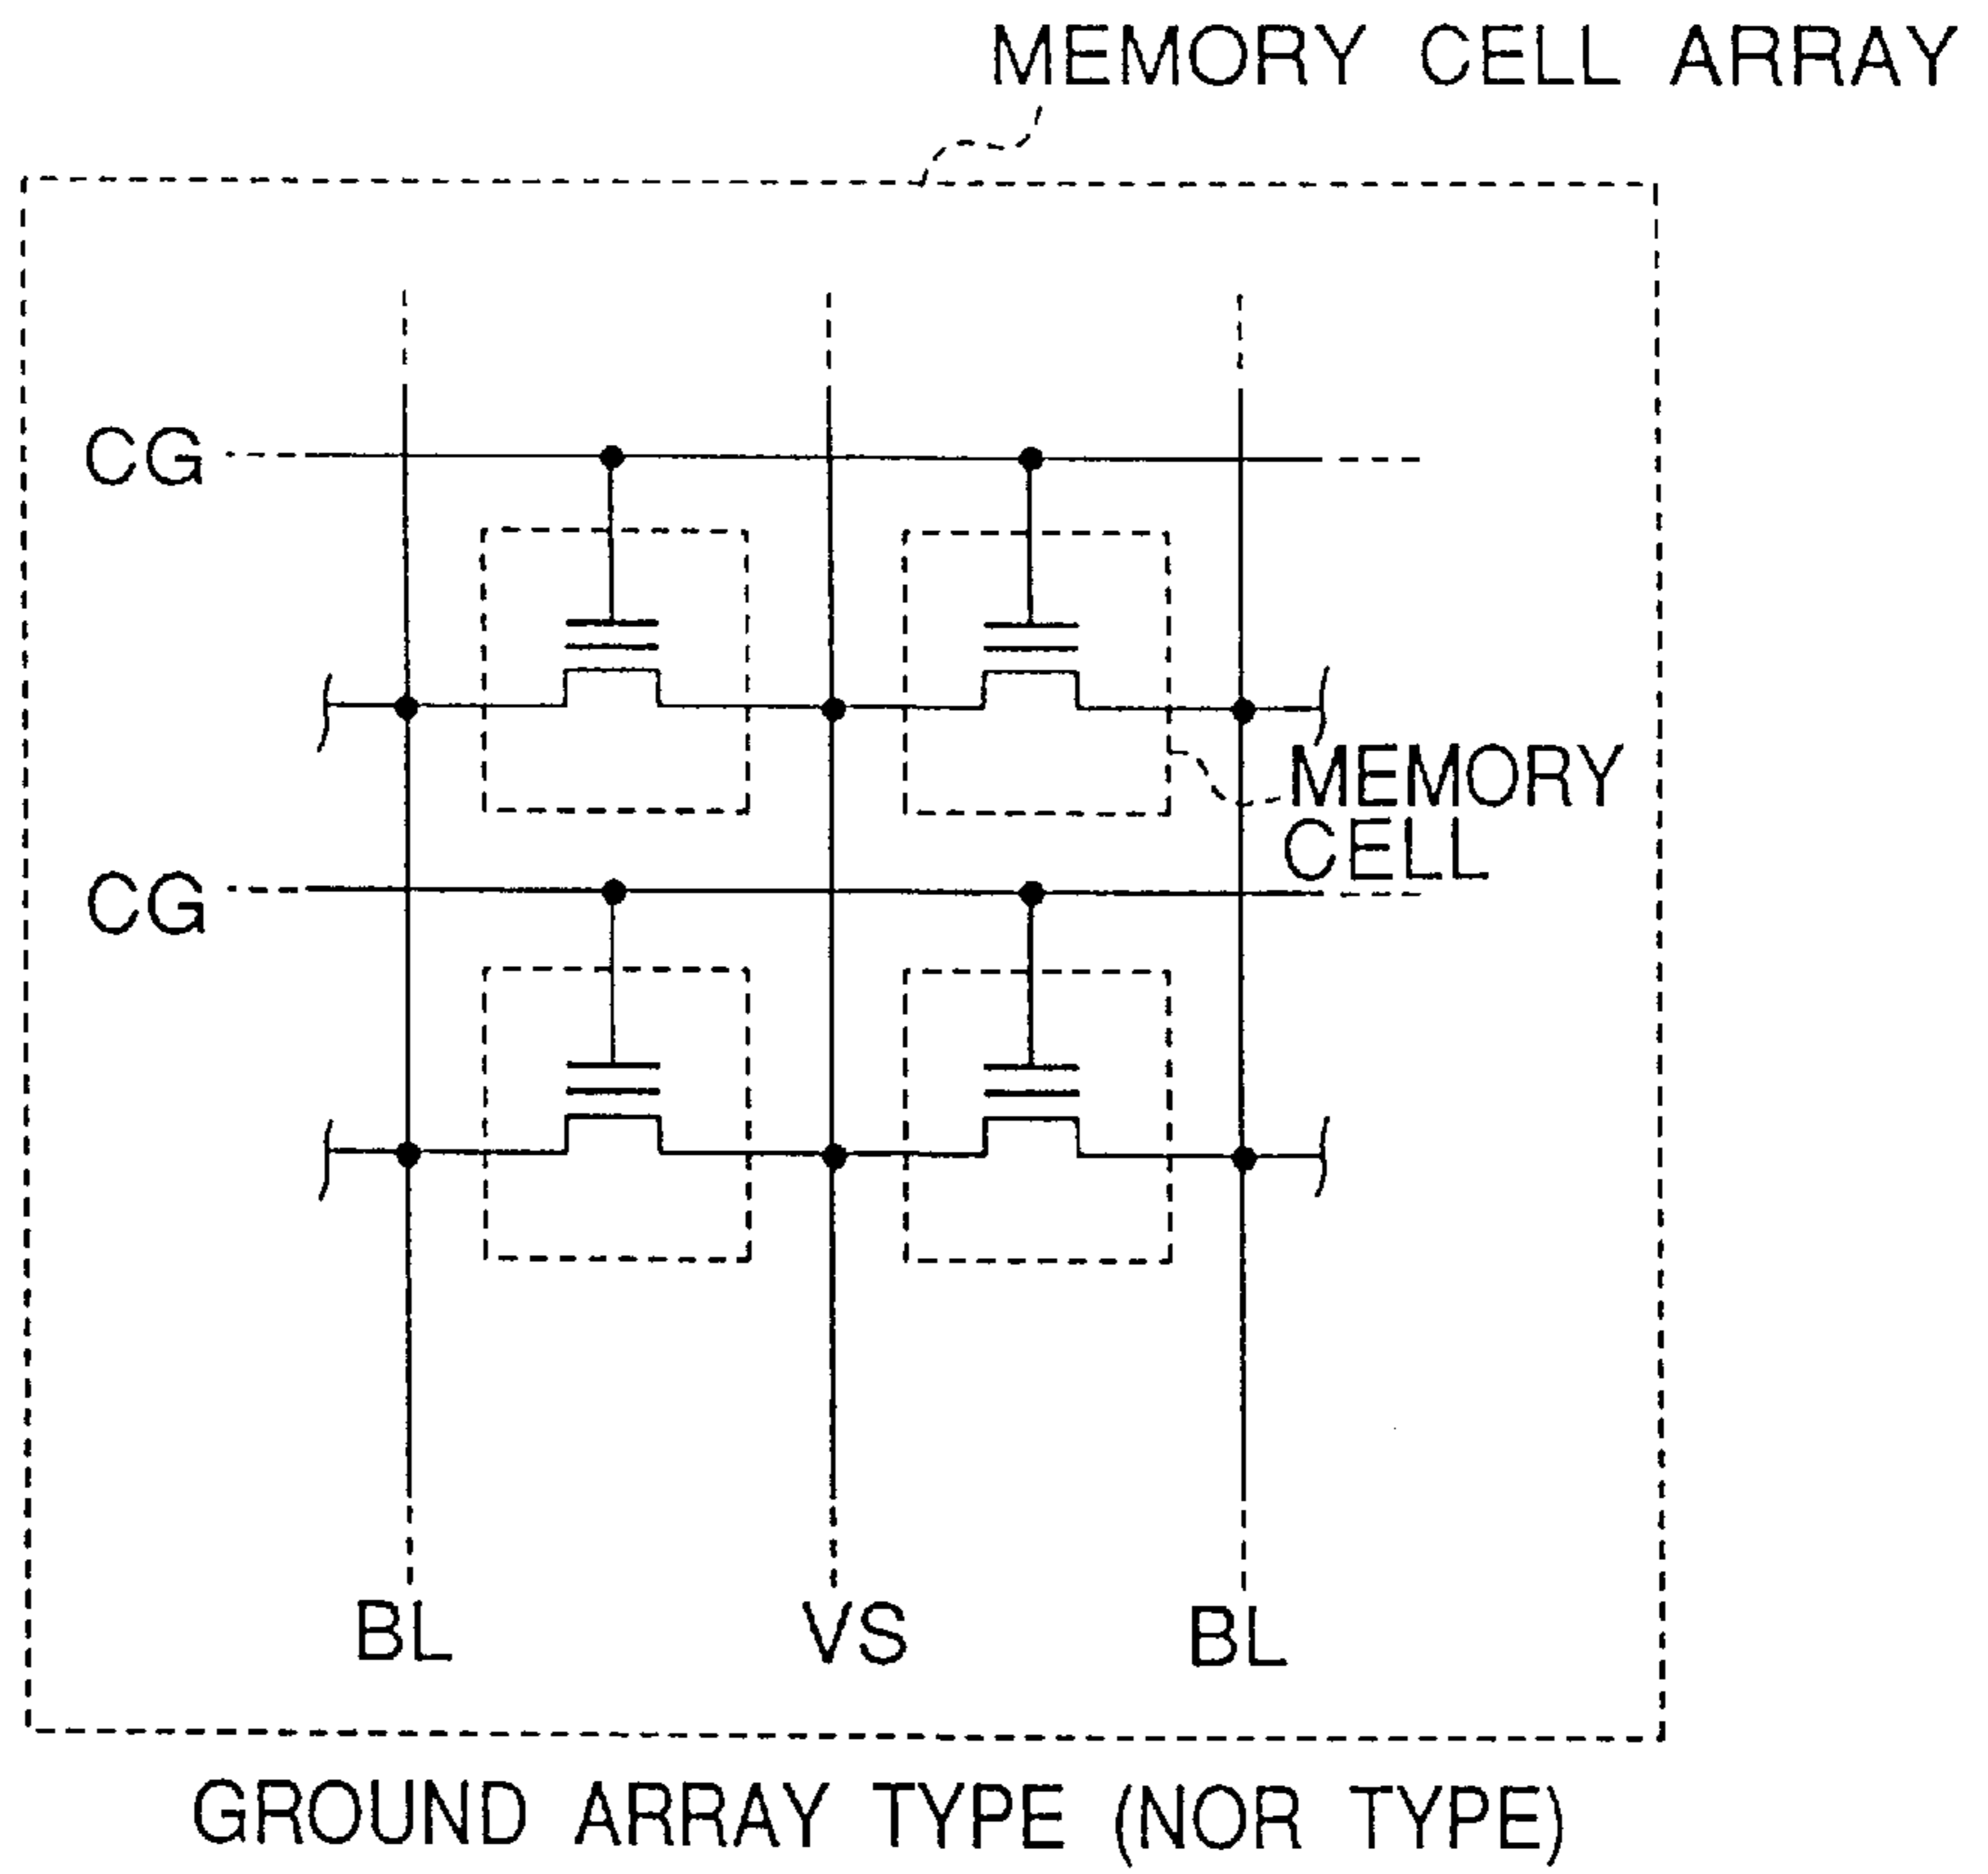 MEMORY CELL ARRAY
CG
MEMORY
CELL
CG
BL VS BL
GROUND ARRAY TYPE (NOR TYPE)